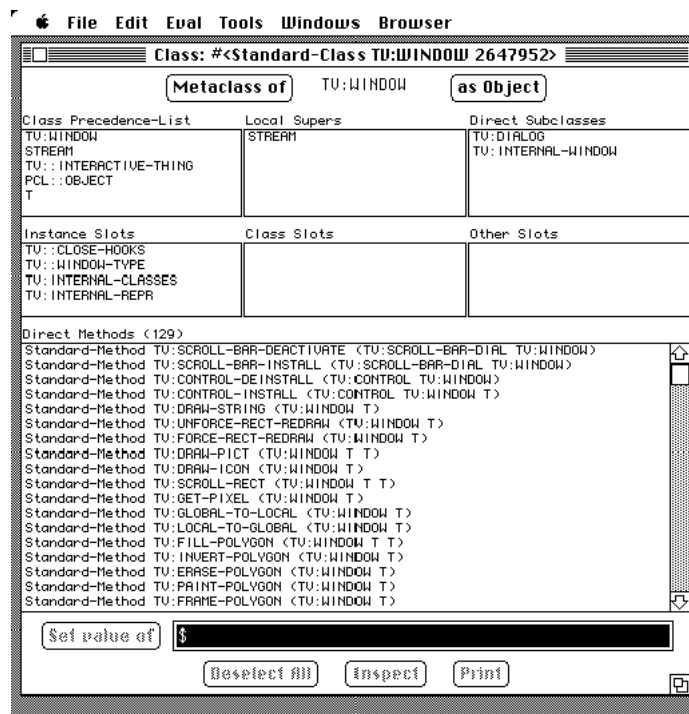 File Edit Eval Tools Windows Browser
Class: #<Standard-Class TV:WINDOW 2647952>
Metaclass of TV:WINDOW as Object
Class Precedence-List Local Supers Direct Subclasses
TV:WINDOW STREAM TV:DIALOG
STREAM TV:INTERNAL-WINDOW
TV::INTERACTIVE-THING
PCL::OBJECT
T
Instance Slots Class Slots Other Slots
TV::CLOSE-HOOKS
TV::WINDOW-TYPE
TV:INTERNAL-CLASSES
TV:INTERNAL-REPR
Direct Methods (129)
Standard-Method TV:SCROLL-BAR-DEACTIVATE (TV:SCROLL-BAR-DIAL TV:WINDOW)
Standard-Method TV:SCROLL-BAR-INSTALL (TV:SCROLL-BAR-DIAL TV:WINDOW)
Standard-Method TV:CONTROL-DEINSTALL (TV:CONTROL TV:WINDOW)
Standard-Method TV:CONTROL-INSTALL (TV:CONTROL TV:WINDOW T)
Standard-Method TV:DRAW-STRING (TV:WINDOW T)
Standard-Method TV:UNFORCE-RECT-REDRAW (TV:WINDOW T)
Standard-Method TV:FORCE-RECT-REDRAW (TV:WINDOW T)
Standard-Method TV:DRAW-PICT (TV:WINDOW T T)
Standard-Method TV:DRAW-ICON (TV:WINDOW T)
Standard-Method TV:SCROLL-RECT (TV:WINDOW T T)
Standard-Method TV:GET-PIXEL (TV:WINDOW T)
Standard-Method TV:GLOBAL-TO-LOCAL (TV:WINDOW T)
Standard-Method TV:LOCAL-TO-GLOBAL (TV:WINDOW T)
Standard-Method TV:FILL-POLYGON (TV:WINDOW T T)
Standard-Method TV:INVERT-POLYGON (TV:WINDOW T)
Standard-Method TV:ERASE-POLYGON (TV:WINDOW T)
Standard-Method TV:PAINT-POLYGON (TV:WINDOW T)
Standard-Method TV:FRAME-POLYGON (TV:WINDOW T)
Set value of $
Deselect All Inspect Print